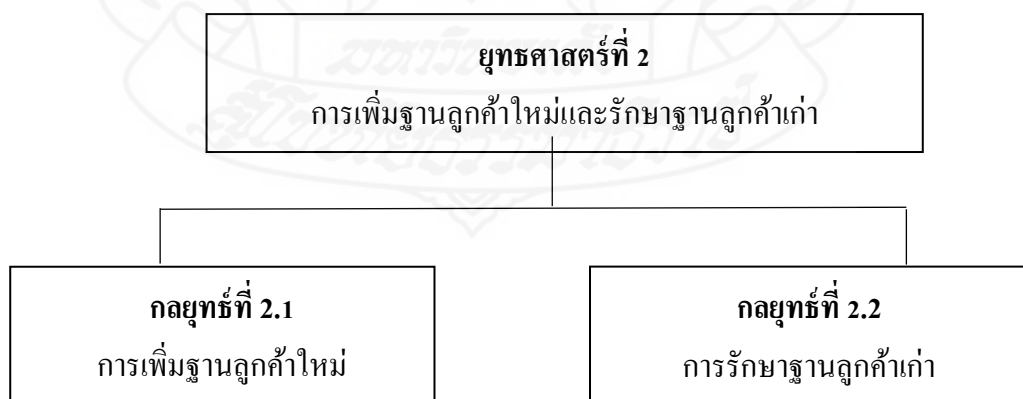 ยุทธศาสตร์ที่ 2
การเพิ่มฐานลูกค้าใหม่และรักษาฐานลูกค้าเก่า
กลยุทธ์ที่ 2.1
การเพิ่มฐานลูกค้าใหม่
กลยุทธ์ที่ 2.2
การรักษาฐานลูกค้าเก่า